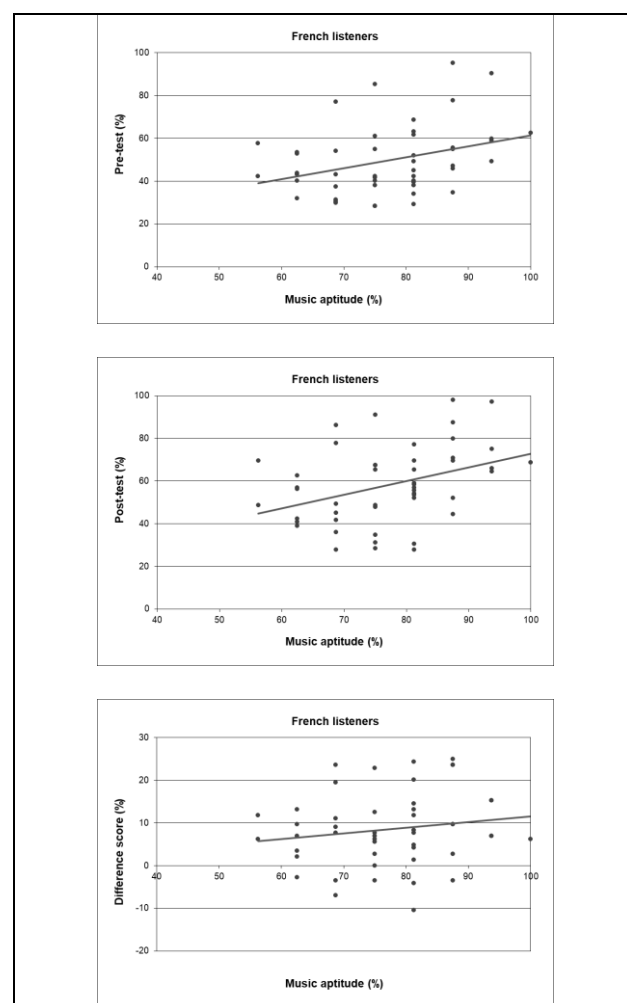 French listeners
100
80
60
40
20
0
Pre-test (%)
40 50 60 70 80 90 100
Music aptitude (%)
French listeners
100
80
60
40
20
0
Post-test (%)
40 50 60 70 80 90 100
Music aptitude (%)
French listeners
30
20
10
0
-10
-20
Difference score (%)
40 50 60 70 80 90 100
Music aptitude (%)